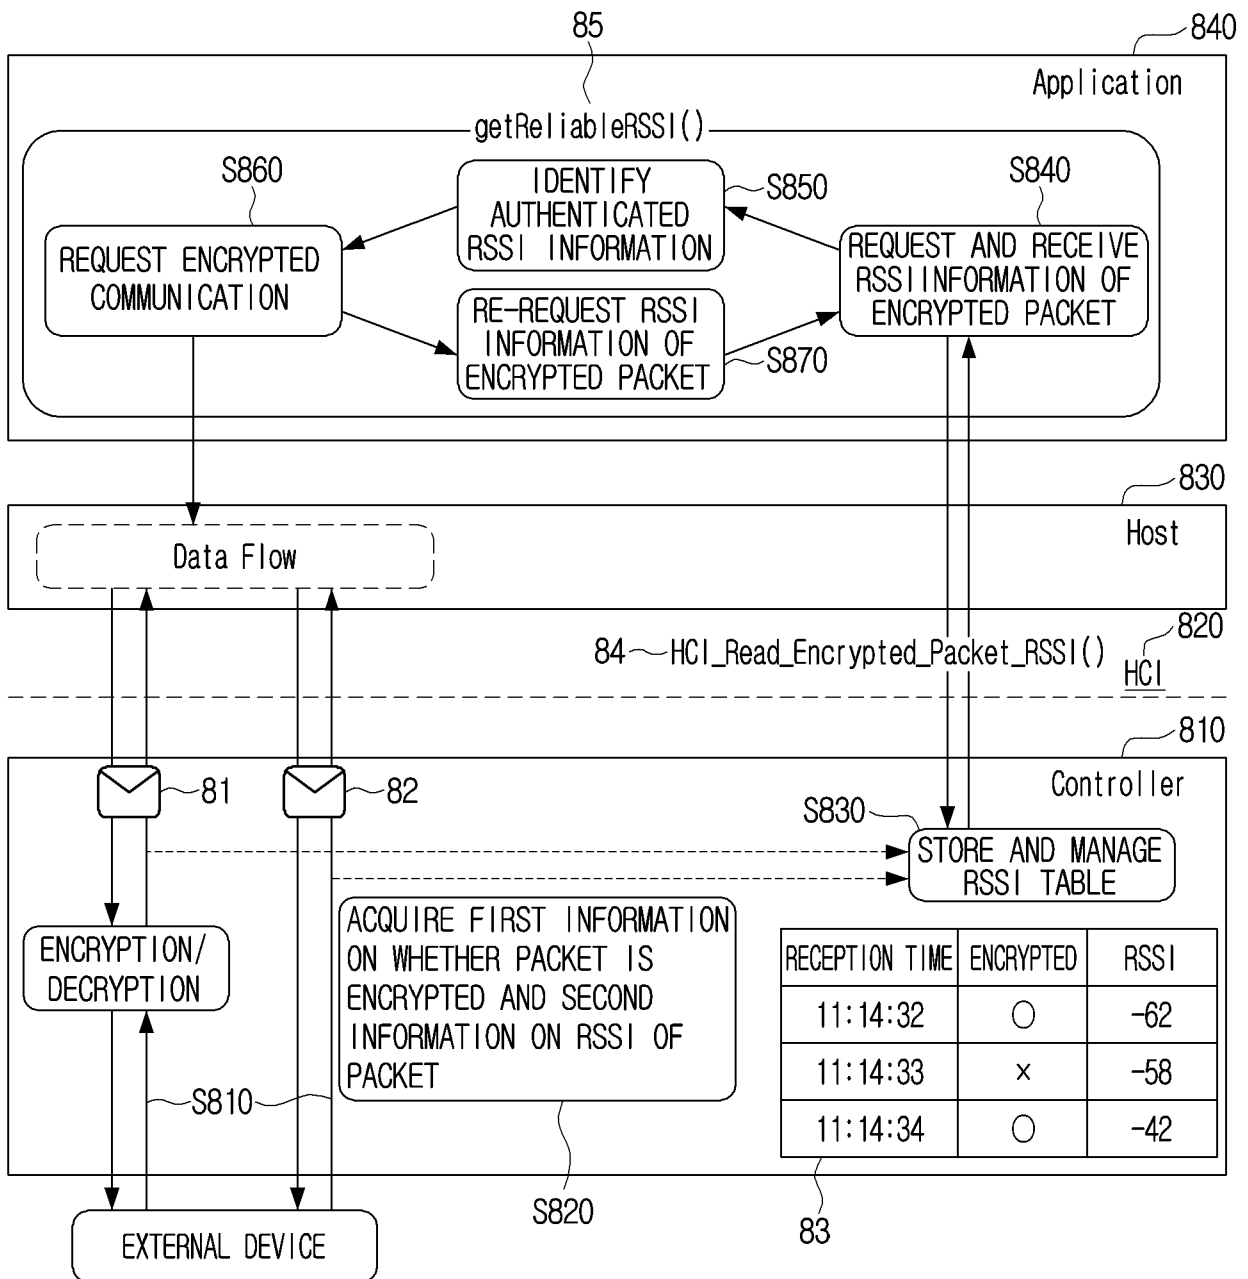 85
840
Application
getReliableRSSI()
S860
IDENTIFY
AUTHENTICATED
RSSI INFORMATION
S850
S840
REQUEST ENCRYPTED
COMMUNICATION
REQUEST AND RECEIVE
RSSIINFORMATION OF
ENCRYPTED PACKET
RE-REQUEST RSSI
INFORMATION OF
ENCRYPTED PACKET
S870
830
Host
Data Flow
84
HCI_Read_Encrypted_Packet_RSSI()
820
HCI
810
Controller
81
82
S830
STORE AND MANAGE
RSSI TABLE
ENCRYPTION/
DECRYPTION
ACQUIRE FIRST INFORMATION
ON WHETHER PACKET IS
ENCRYPTED AND SECOND
INFORMATION ON RSSI OF
PACKET
RECEPTION TIME ENCRYPTED RSSI
11:14:32 ○ -62
11:14:33 × -58
11:14:34 ○ -42
S810
S820
83
EXTERNAL DEVICE